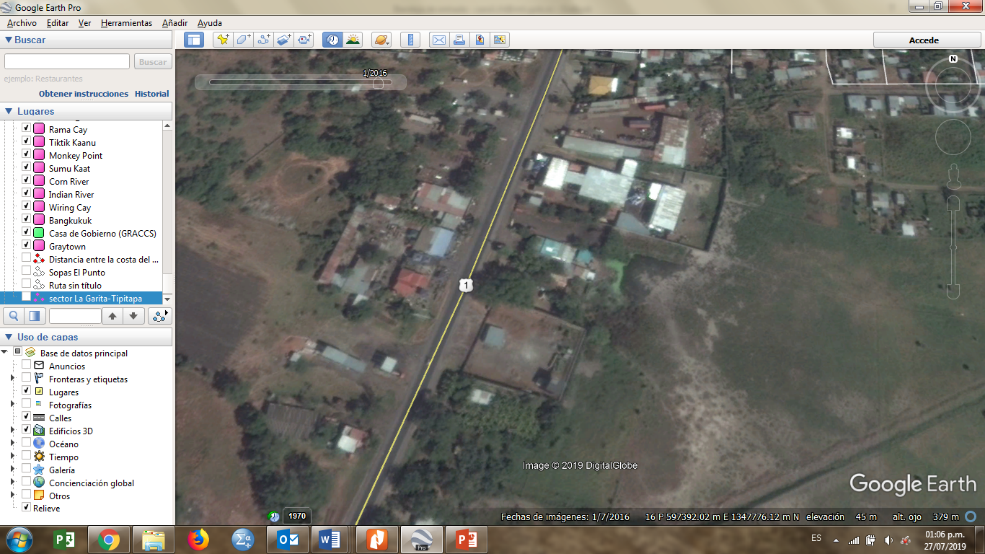 Google Earth Pro
Archivo Editar Ver Herramientas Añadir Ayuda
Buscar
Buscar
ejemplo: Restaurantes
Obtener instrucciones Historial
Lugares
Rama Cay
Tiktik Kaanu
Monkey Point
Sumu Kaat
Corn River
Indian River
Wiring Cay
Bangkukuk
Casa de Gobierno (GRACCS)
Graytown
Distancia entre la costa del ...
Sopas El Punto
Ruta sin título
sector La Garita-Tipitapa
Uso de capas
Base de datos principal
Anuncios
Fronteras y etiquetas
Lugares
Fotografías
Calles
Edificios 3D
Océano
Tiempo
Galería
Concienciación global
Otros
Relieve
Accede
1/2016
N
1
Image © 2019 DigitalGlobe
Google Earth
1970
Fechas de imágenes: 1/7/2016 16 P 597392.02 m E 1347776.12 m N elevación 45 m alt. ojo 379 m
ES
01:06 p.m.
27/07/2019